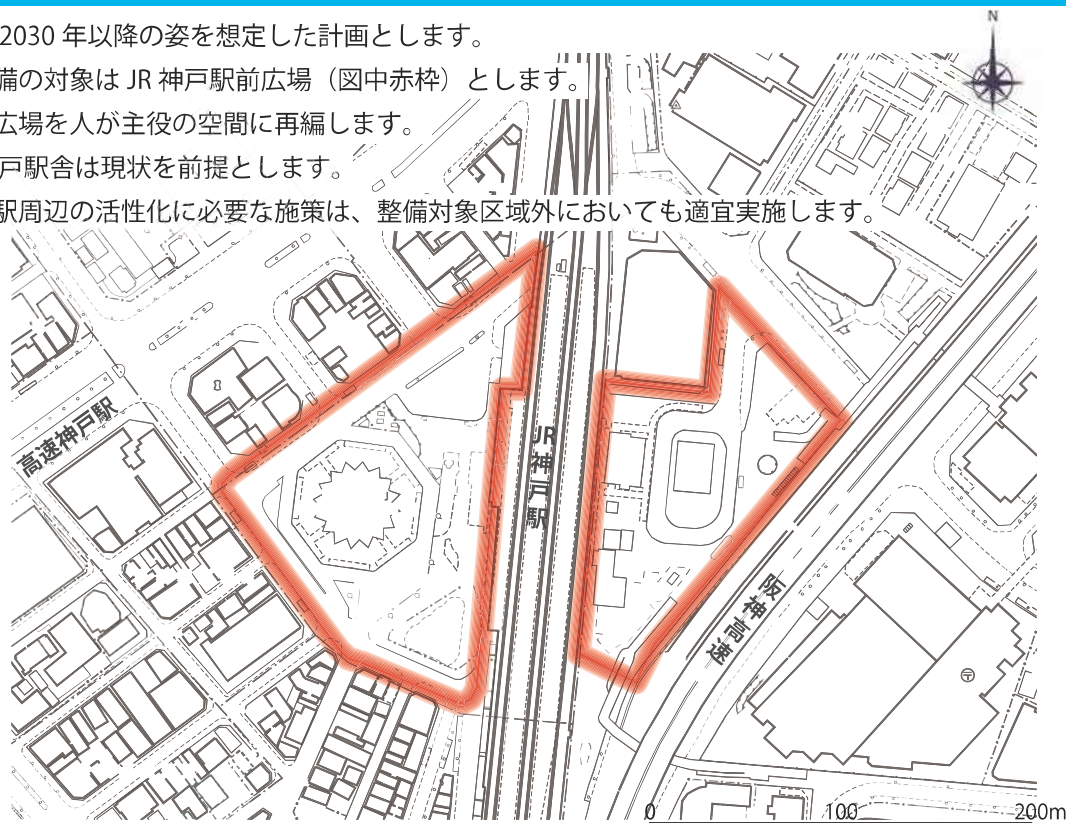 2030 年以降の姿を想定した計画とします。
備の対象は JR 神戸駅前広場（図中赤枠）とします。
広場を人が主役の空間に再編します。
戸駅舎は現状を前提とします。
駅周辺の活性化に必要な施策は、整備対象区域外においても適宜実施します。
N
高速神戸駅
JR神戸駅
阪神高速
0 100 200m